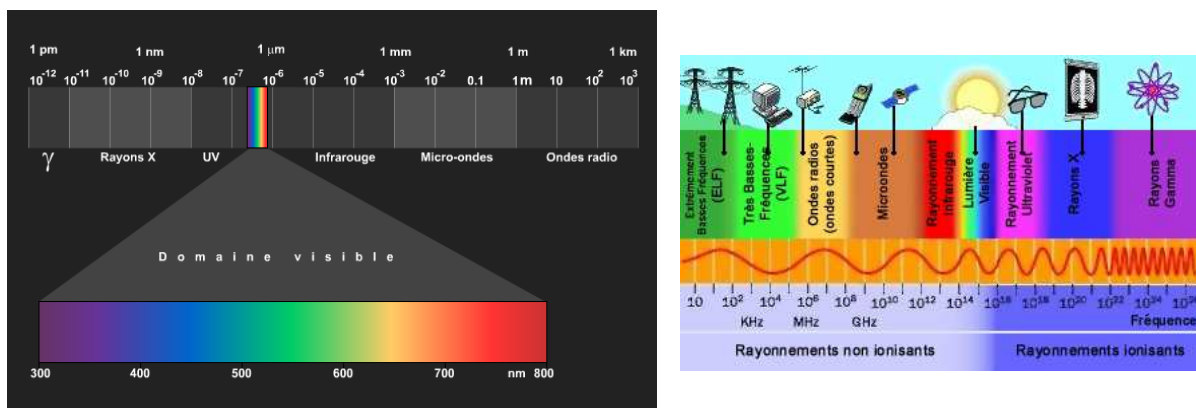 1 pm 1 nm 1 µm 1 mm 1 m 1 km
10⁻¹² 10⁻¹¹ 10⁻¹⁰ 10⁻⁹ 10⁻⁸ 10⁻⁷ 10⁻⁶ 10⁻⁵ 10⁻⁴ 10⁻³ 10⁻² 0.1 1m 10 10² 10³
γ Rayons X UV Infrarouge Micro-ondes Ondes radio
Domaine visible
300 400 500 600 700 nm 800
Extrêmement
Basses Fréquences
(ELF)
Très Basses-
Fréquences
(VLF)
Ondes radios
(ondes courtes)
Microondes
Rayonnement
Infrarouge
Lumière
Visible
Rayonnement
Ultraviolet
Rayons X
Rayons
Gamma
10 10² 10⁴ 10⁶ 10⁸ 10¹⁰ 10¹² 10¹⁴ 10¹⁶ 10¹⁸ 10²⁰ 10²² 10²⁴
KHz MHz GHz Fréquence
Rayonnements non ionisants Rayonnements ionisants